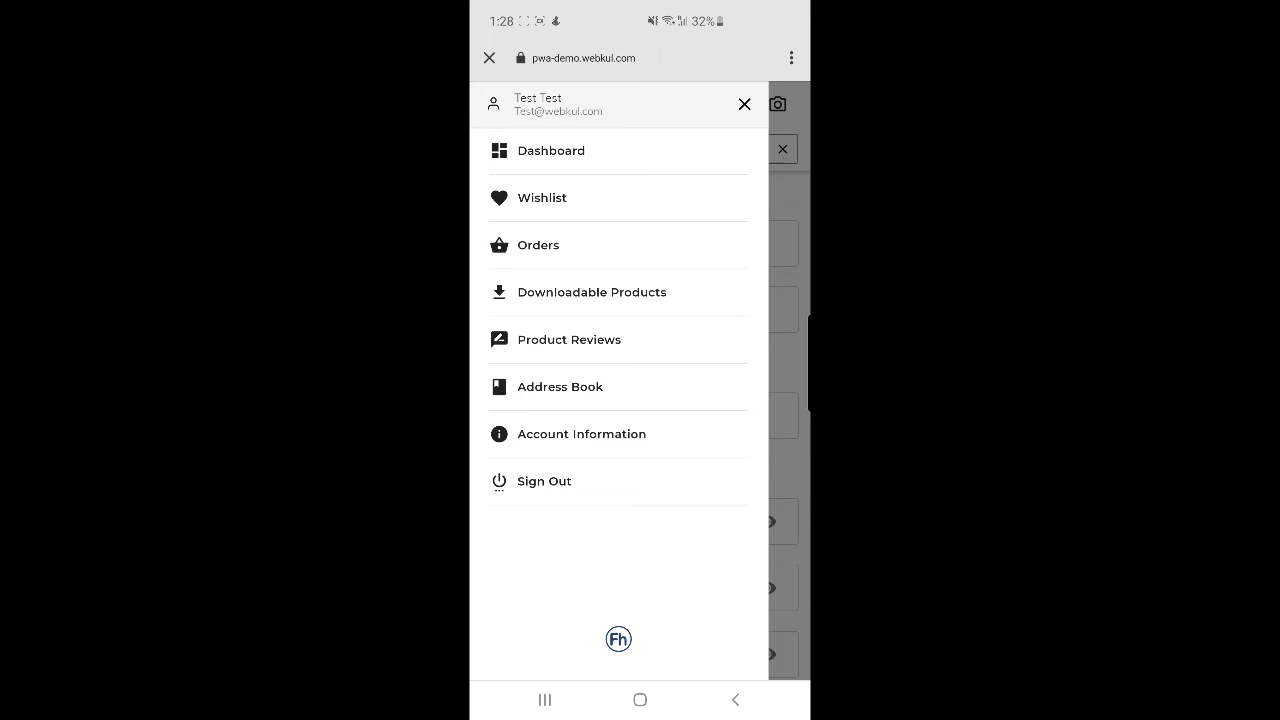 1:28 32%
pwa-demo.webkul.com
Test Test
Test@webkul.com
Dashboard
Wishlist
Orders
Downloadable Products
Product Reviews
Address Book
Account Information
Sign Out
Fh